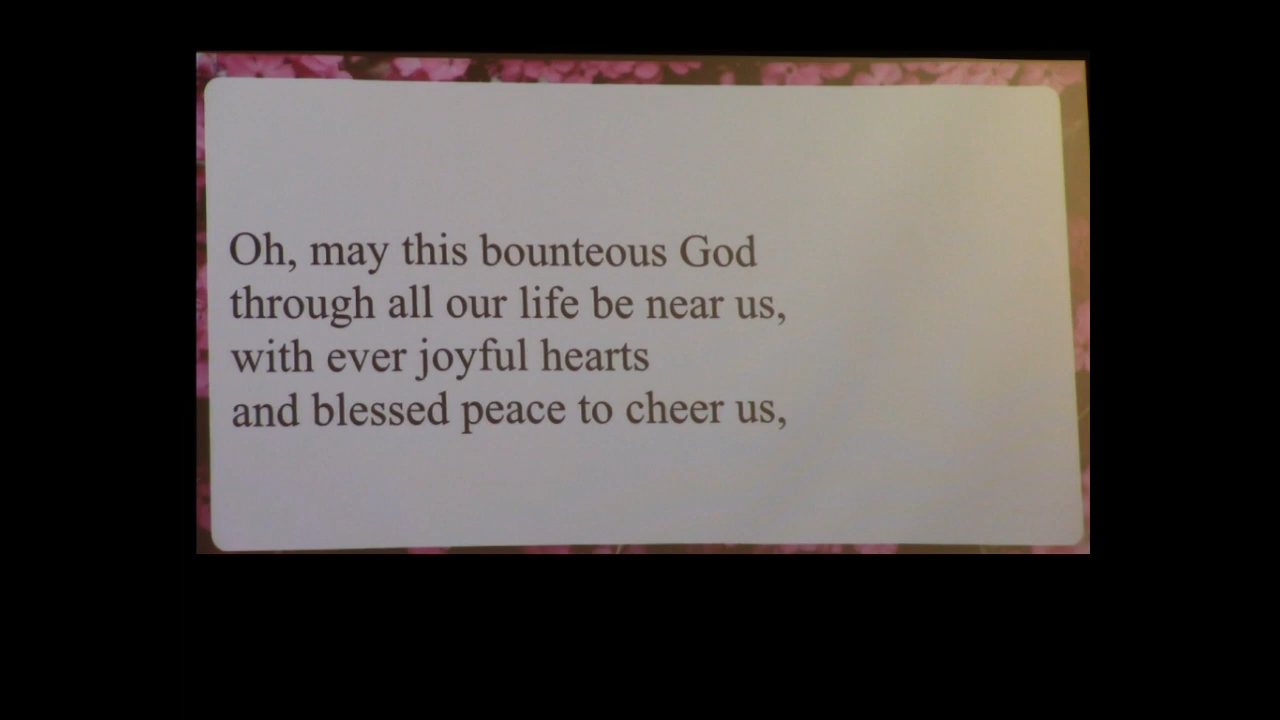 Oh, may this bounteous God
through all our life be near us,
with ever joyful hearts
and blessed peace to cheer us,